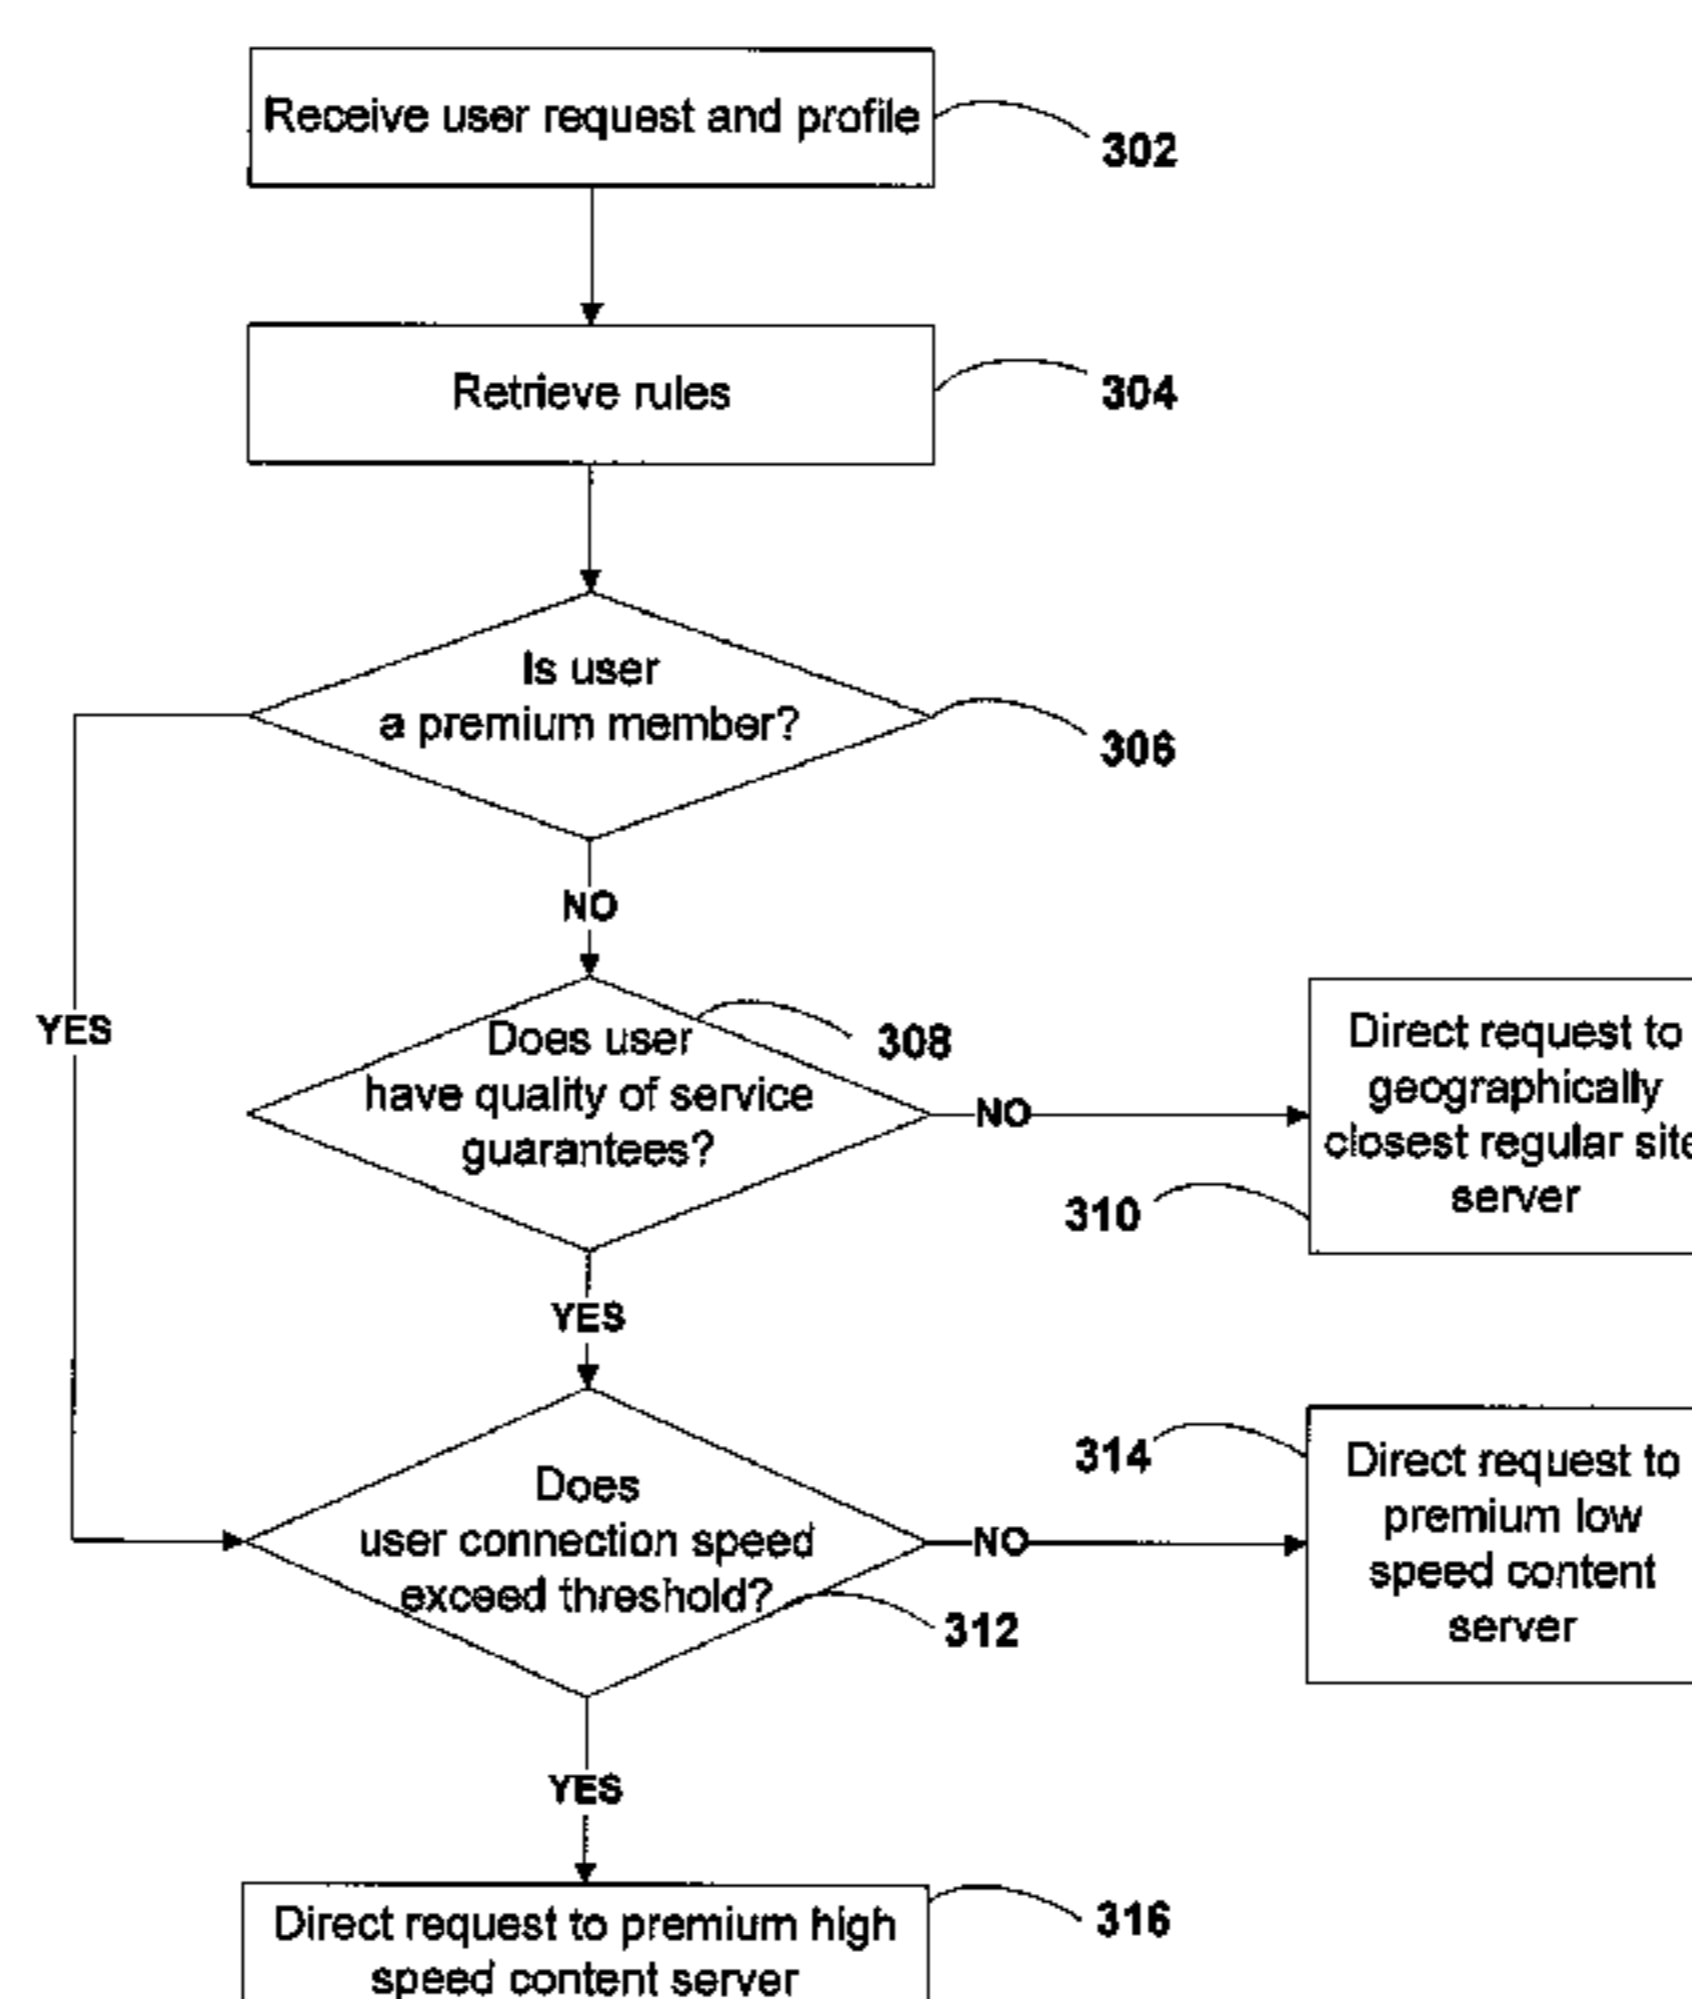 Receive user request and profile
302
Retrieve rules
304
Is user
a premium member?
306
NO
YES
Does user
have quality of service
guarantees?
308
NO
Direct request to
geographically
closest regular site
server
310
YES
Does
user connection speed
exceed threshold?
312
NO
314
Direct request to
premium low
speed content
server
YES
Direct request to premium high
speed content server
316